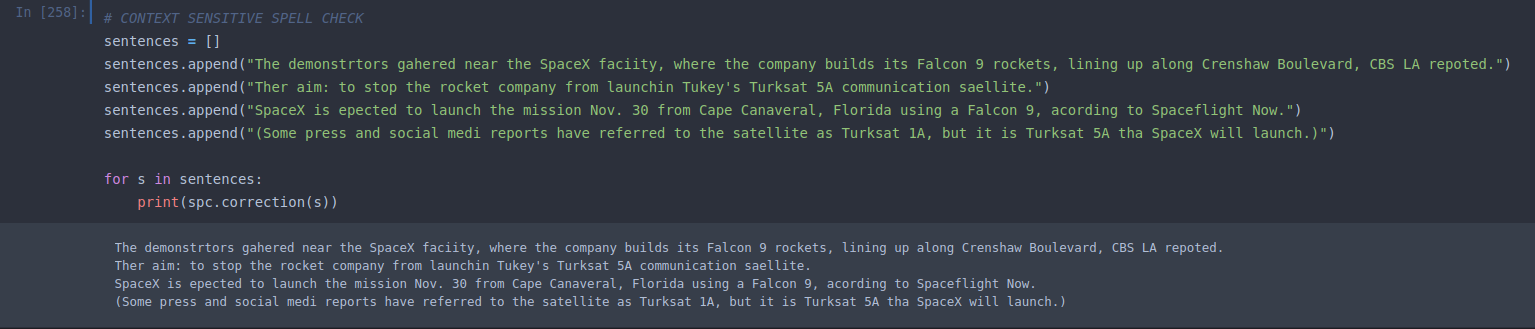 In [258]: # CONTEXT SENSITIVE SPELL CHECK
sentences = []
sentences.append("The demonstrtors gahered near the SpaceX faciity, where the company builds its Falcon 9 rockets, lining up along Crenshaw Boulevard, CBS LA repoted.")
sentences.append("Ther aim: to stop the rocket company from launchin Tukey's Turksat 5A communication saellite.")
sentences.append("SpaceX is epected to launch the mission Nov. 30 from Cape Canaveral, Florida using a Falcon 9, acording to Spaceflight Now.")
sentences.append("(Some press and social medi reports have referred to the satellite as Turksat 1A, but it is Turksat 5A tha SpaceX will launch.)")
for s in sentences:
    print(spc.correction(s))
The demonstrtors gahered near the SpaceX faciity, where the company builds its Falcon 9 rockets, lining up along Crenshaw Boulevard, CBS LA repoted.
Ther aim: to stop the rocket company from launchin Tukey's Turksat 5A communication saellite.
SpaceX is epected to launch the mission Nov. 30 from Cape Canaveral, Florida using a Falcon 9, acording to Spaceflight Now.
(Some press and social medi reports have referred to the satellite as Turksat 1A, but it is Turksat 5A tha SpaceX will launch.)